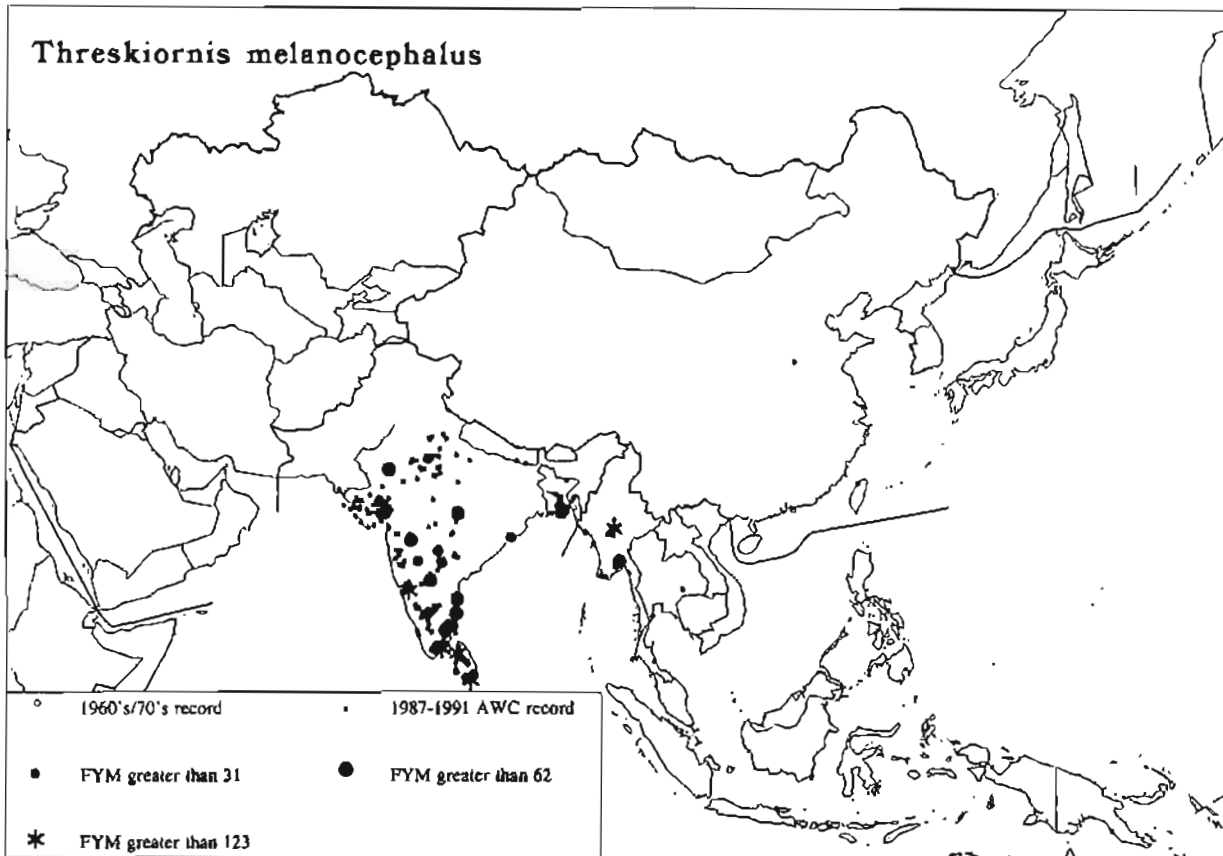 Threskiornis melanocephalus
1960's/70's record
1987-1991 AWC record
FYM greater than 31
FYM greater than 62
FYM greater than 123